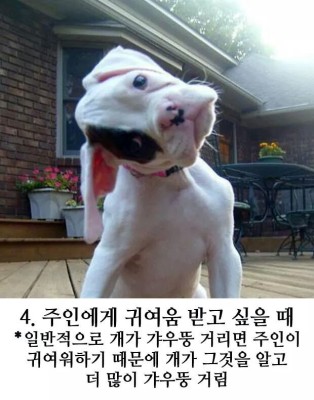 4. 주인에게 귀여움 받고 싶을 때
*일반적으로 개가 갸우뚱 거리면 주인이
귀여워하기 때문에 개가 그것을 알고
더 많이 갸우뚱 거림